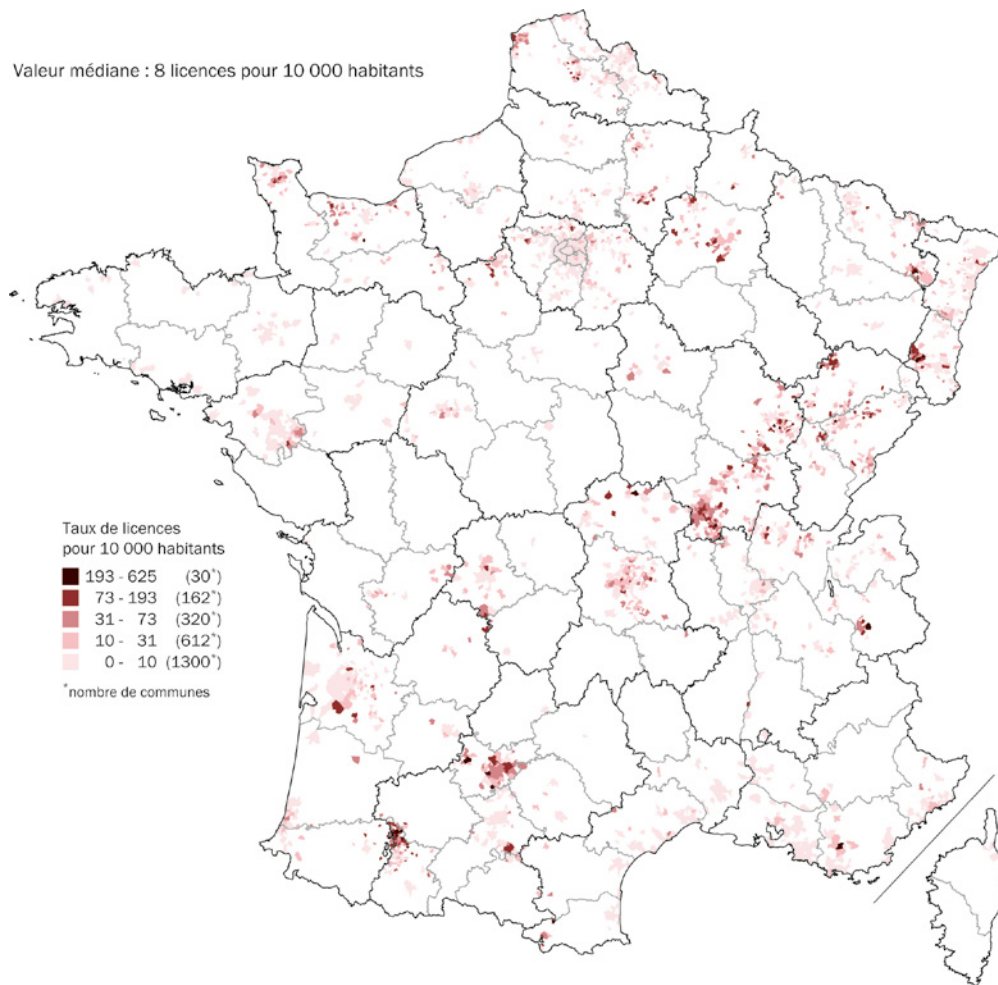 Valeur médiane : 8 licences pour 10 000 habitants
Taux de licences
pour 10 000 habitants
193 - 625 (30*)
73 - 193 (162*)
31 - 73 (320*)
10 - 31 (612*)
0 - 10 (1300*)
*nombre de communes